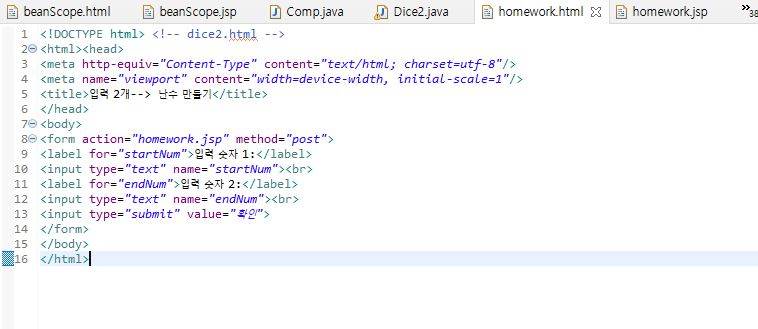 beanScope.html beanScope.jsp Comp.java Dice2.java homework.html homework.jsp »38
1 <!DOCTYPE html> <!-- dice2.html -->
2 <html><head>
3 <meta http-equiv="Content-Type" content="text/html; charset=utf-8"/>
4 <meta name="viewport" content="width=device-width, initial-scale=1"/>
5 <title>입력 2개--> 난수 만들기</title>
6 </head>
7 <body>
8 <form action="homework.jsp" method="post">
9 <label for="startNum">입력 숫자 1:</label>
10 <input type="text" name="startNum"><br>
11 <label for="endNum">입력 숫자 2:</label>
12 <input type="text" name="endNum"><br>
13 <input type="submit" value="확인">
14 </form>
15 </body>
16 </html>